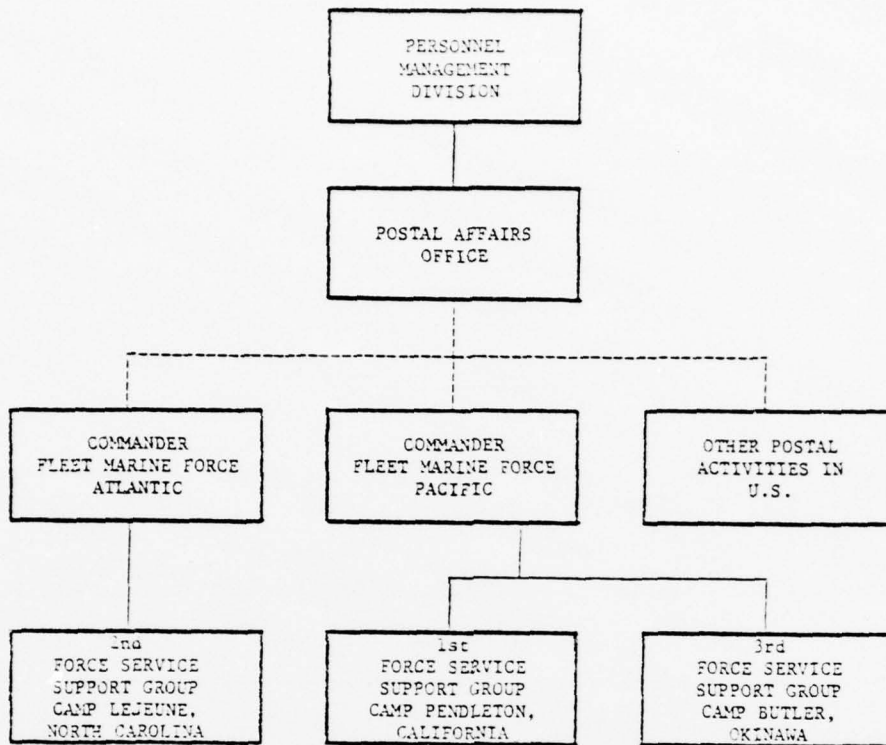 PERSONNEL
MANAGEMENT
DIVISION
POSTAL AFFAIRS
OFFICE
COMMANDER
FLEET MARINE FORCE
ATLANTIC
COMMANDER
FLEET MARINE FORCE
PACIFIC
OTHER POSTAL
ACTIVITIES IN
U.S.
2nd
FORCE SERVICE
SUPPORT GROUP
CAMP LEJEUNE,
NORTH CAROLINA
1st
FORCE SERVICE
SUPPORT GROUP
CAMP PENDLETON,
CALIFORNIA
3rd
FORCE SERVICE
SUPPORT GROUP
CAMP BUTLER,
OKINAWA